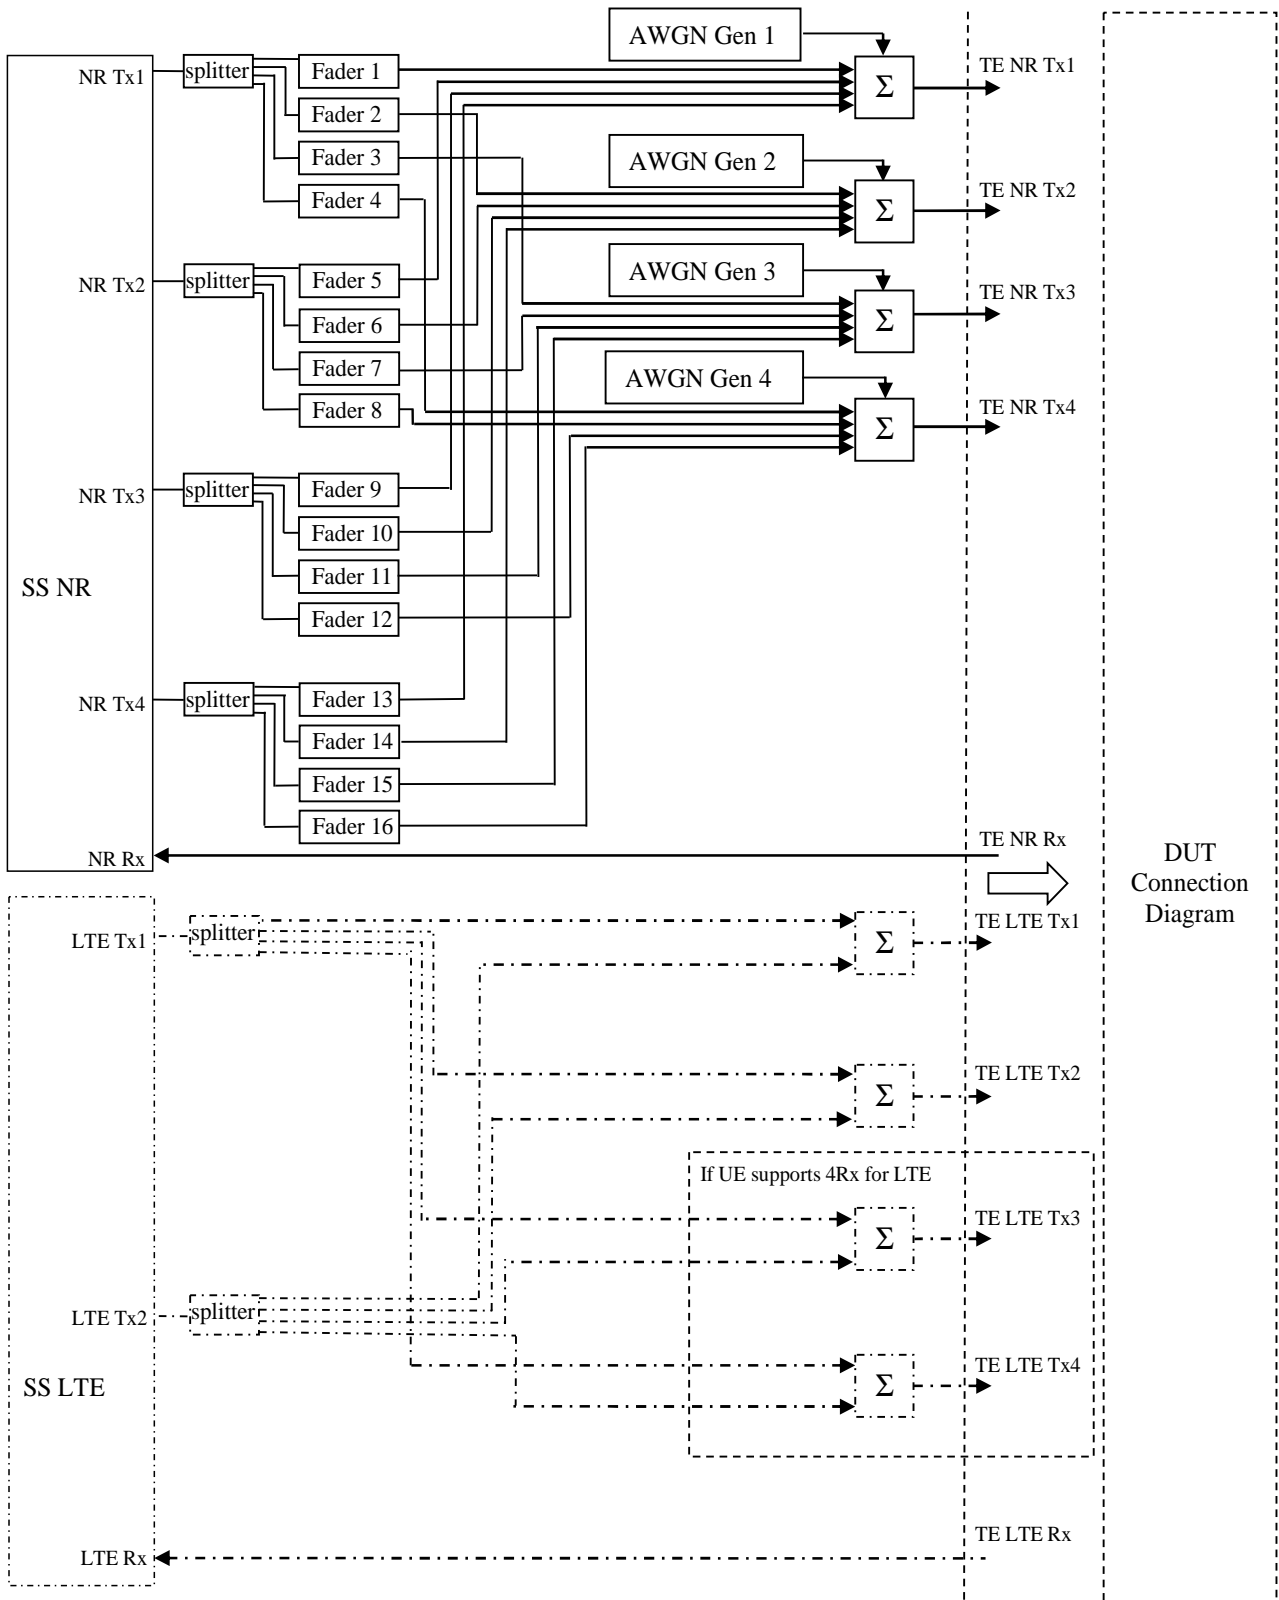 AWGN Gen 1
NR Tx1
splitter
Fader 1
Σ
TE NR Tx1
Fader 2
Fader 3
AWGN Gen 2
Fader 4
Σ
TE NR Tx2
NR Tx2
splitter
Fader 5
AWGN Gen 3
Fader 6
Σ
TE NR Tx3
Fader 7
AWGN Gen 4
Fader 8
Σ
TE NR Tx4
NR Tx3
splitter
Fader 9
Fader 10
Fader 11
SS NR
Fader 12
NR Tx4
splitter
Fader 13
Fader 14
Fader 15
Fader 16
NR Rx
TE NR Rx
DUT
Connection
Diagram
LTE Tx1
splitter
Σ
TE LTE Tx1
Σ
TE LTE Tx2
If UE supports 4Rx for LTE
Σ
TE LTE Tx3
LTE Tx2
splitter
SS LTE
Σ
TE LTE Tx4
LTE Rx
TE LTE Rx